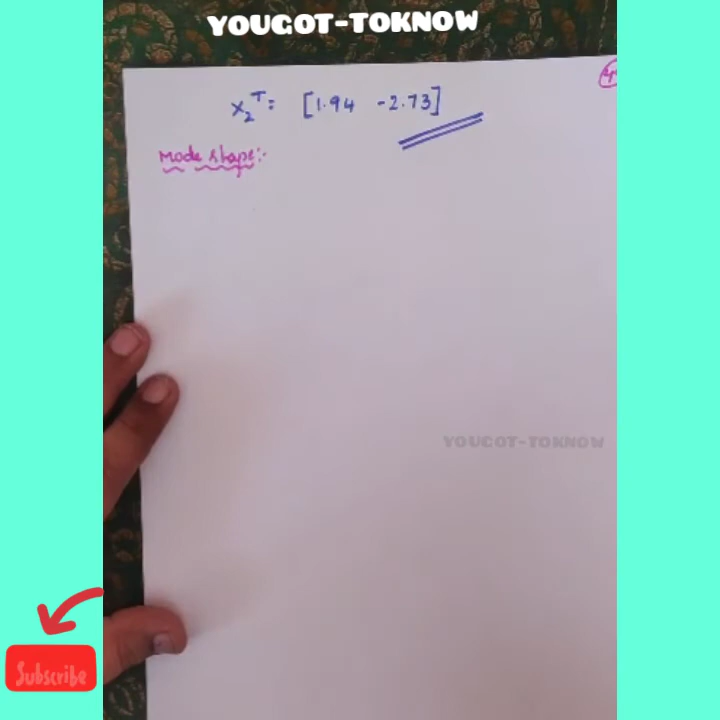 YOUGOT-TOKNOW
X₂ᵀ= [1.94 -2.73]
Mode shape:-
YOUGOT-TOKNOW
Subscribe